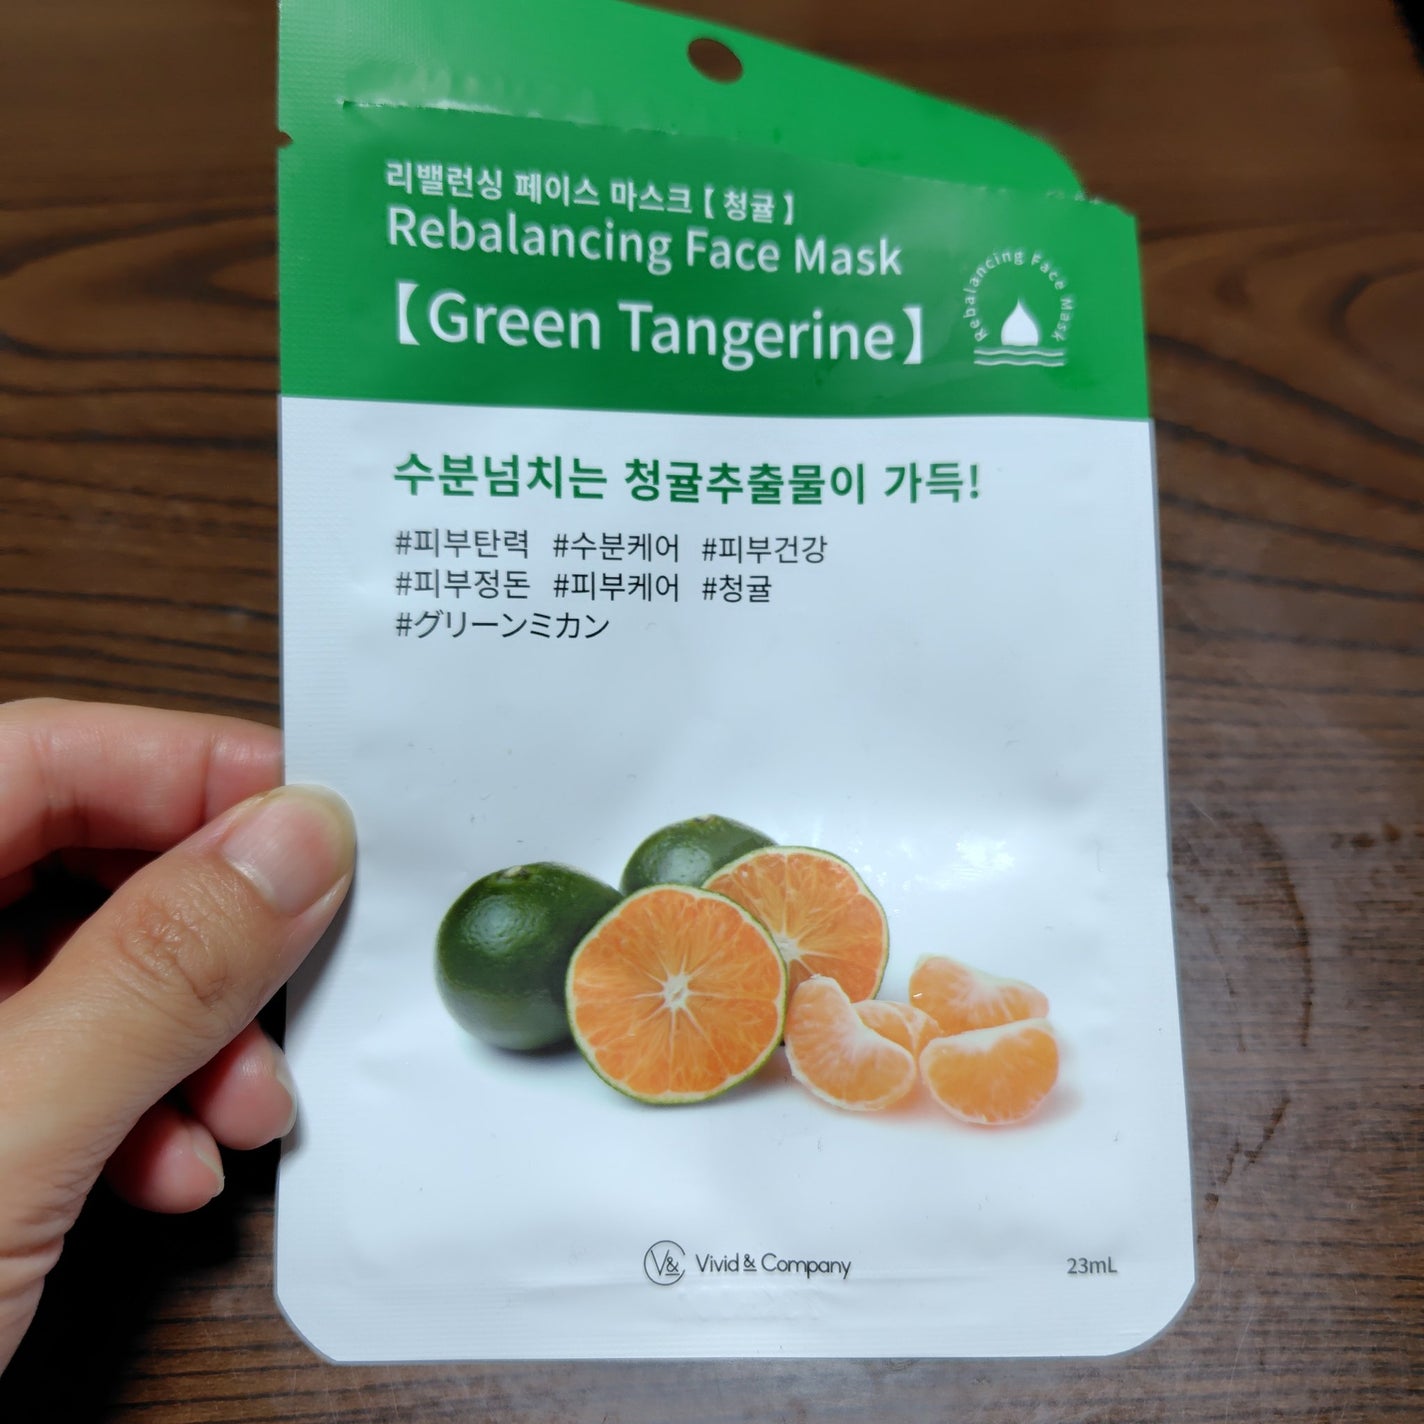 리밸런싱 페이스 마스크 【 청귤 】
Rebalancing Face Mask
【Green Tangerine】
Rebalancing Face Mask
수분넘치는 청귤추출물이 가득!
#피부탄력 #수분케어 #피부건강
#피부정돈 #피부케어 #청귤
#グリーンミカン
V& Vivid & Company
23mL